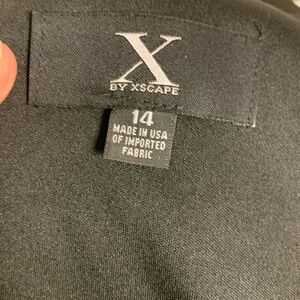 X
BY XSCAPE
14
MADE IN USA
OF IMPORTED
FABRIC